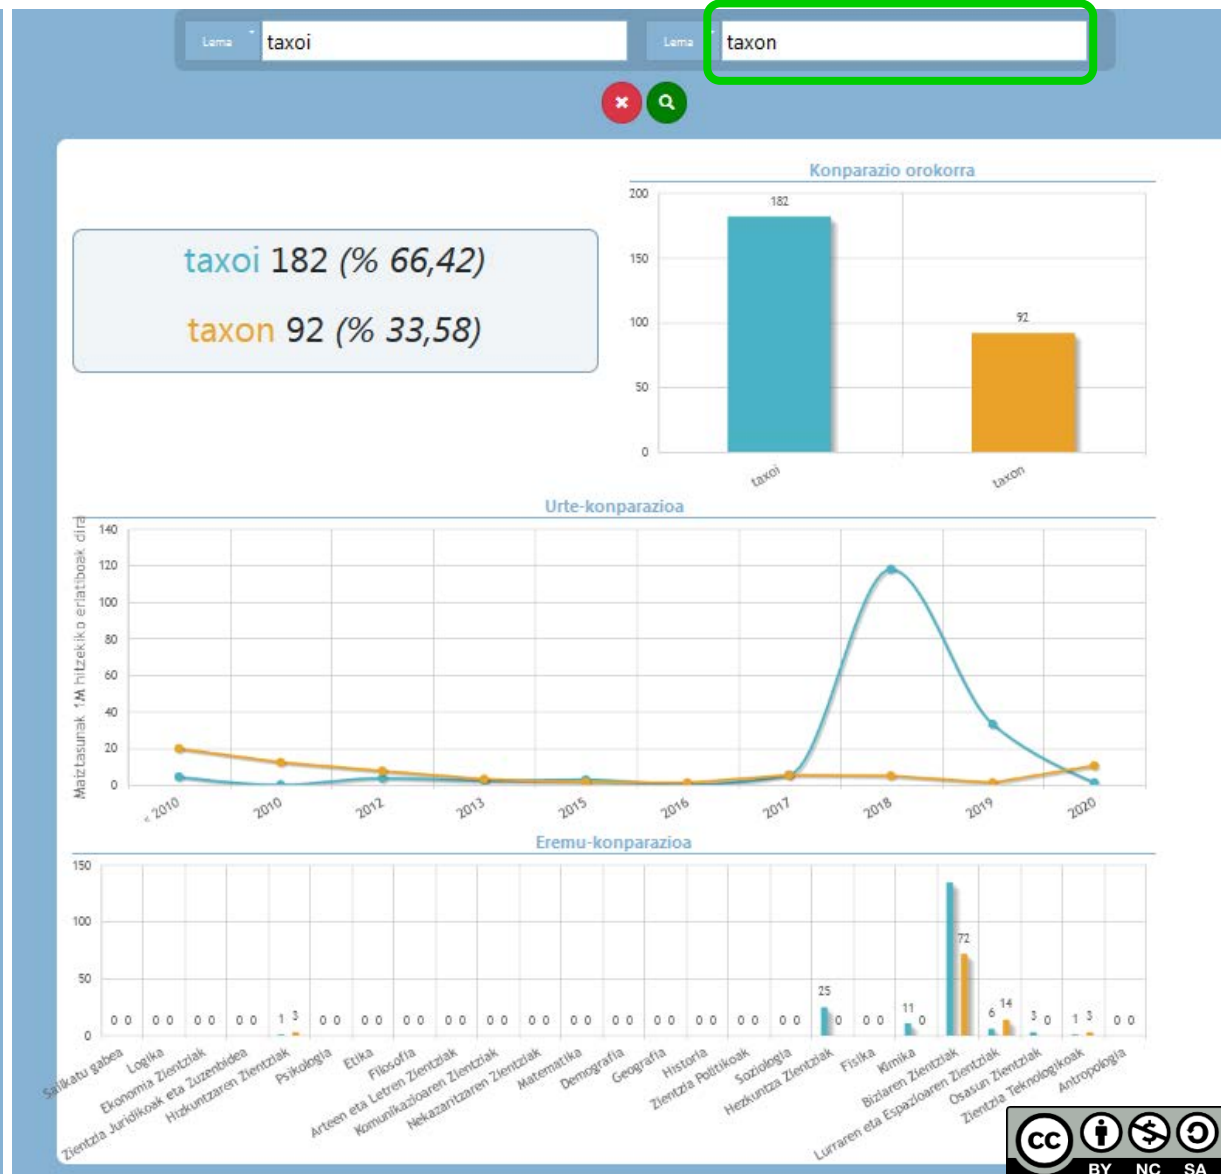 Lema taxoi Lema taxon
taxoi 182 (% 66,42)
taxon 92 (% 33,58)
Konparazio orokorra
200
150
100
50
0
182
92
taxoi taxon
Urte-konparazioa
Maiztasunak 1M hitzekiko erlatiboak dira
140
120
100
80
60
40
20
0
< 2010 2010 2012 2013 2015 2016 2017 2018 2019 2020
Eremu-konparazioa
150
100
50
0
0 0 0 0 0 0 0 0 1 3 0 0 0 0 0 0 0 0 0 0 0 0 0 0 0 0 0 0 0 0 0 0 0 0 25 0 0 0 11 0 72 6 14 3 0 1 3 0 0
Sailkatu gabea
Logika
Ekonomia Zientziak
Zientzia Juridikoak eta Zuzenbidea
Hizkuntzaren Zientziak
Psikologia
Etika
Filosofia
Arteen eta Letren Zientziak
Komunikazioaren Zientziak
Nekazaritzaren Zientziak
Matematika
Demografia
Geografia
Historia
Zientzia Politikoak
Soziologia
Hezkuntza Zientziak
Fisika
Kimika
Biziaren Zientziak
Lurraren eta Espazioaren Zientziak
Osasun Zientziak
Zientzia Teknologikoak
Antropologia
CC BY NC SA